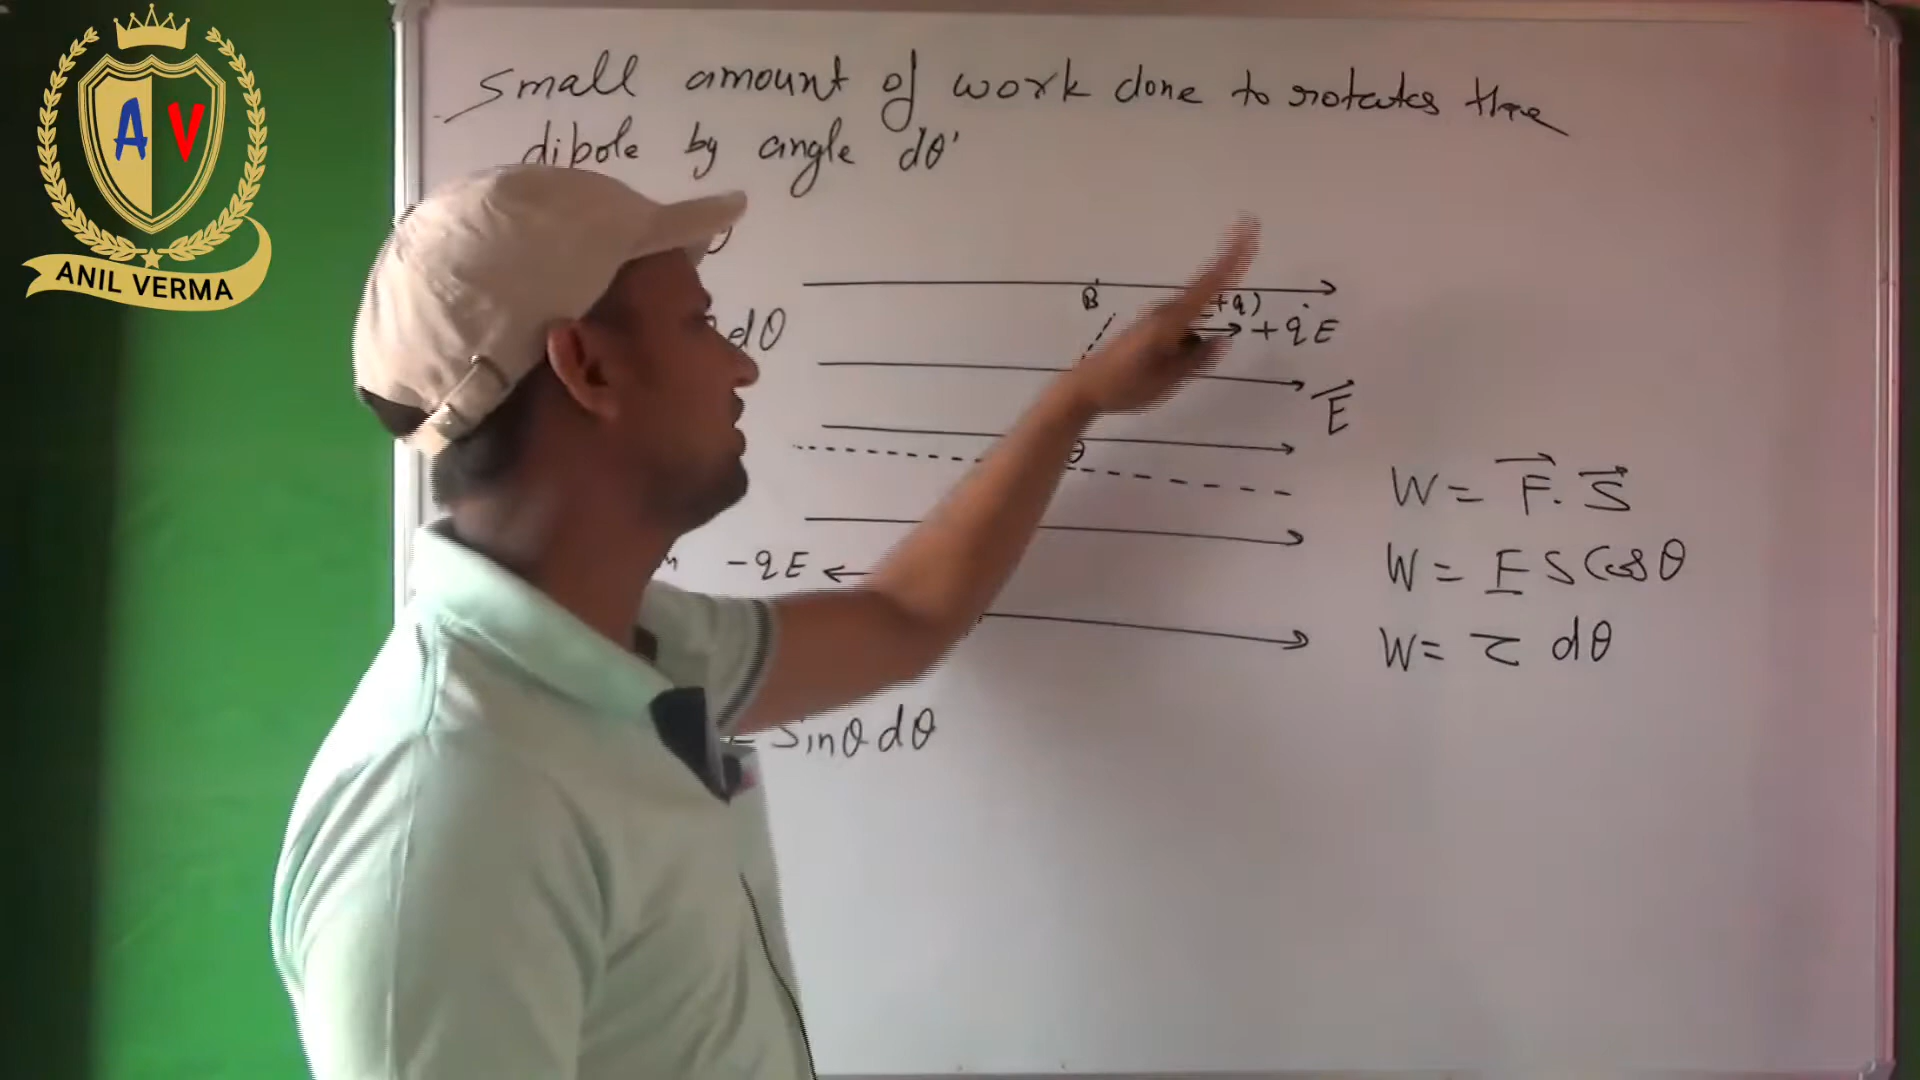 AV
ANIL VERMA
Small amount of work done to rotates the
dibole by angle dθ'
dθ
B
(+q)
+qE
E
θ
-qE
W = F. S
W = F S Cosθ
W = τ dθ
Sinθ dθ